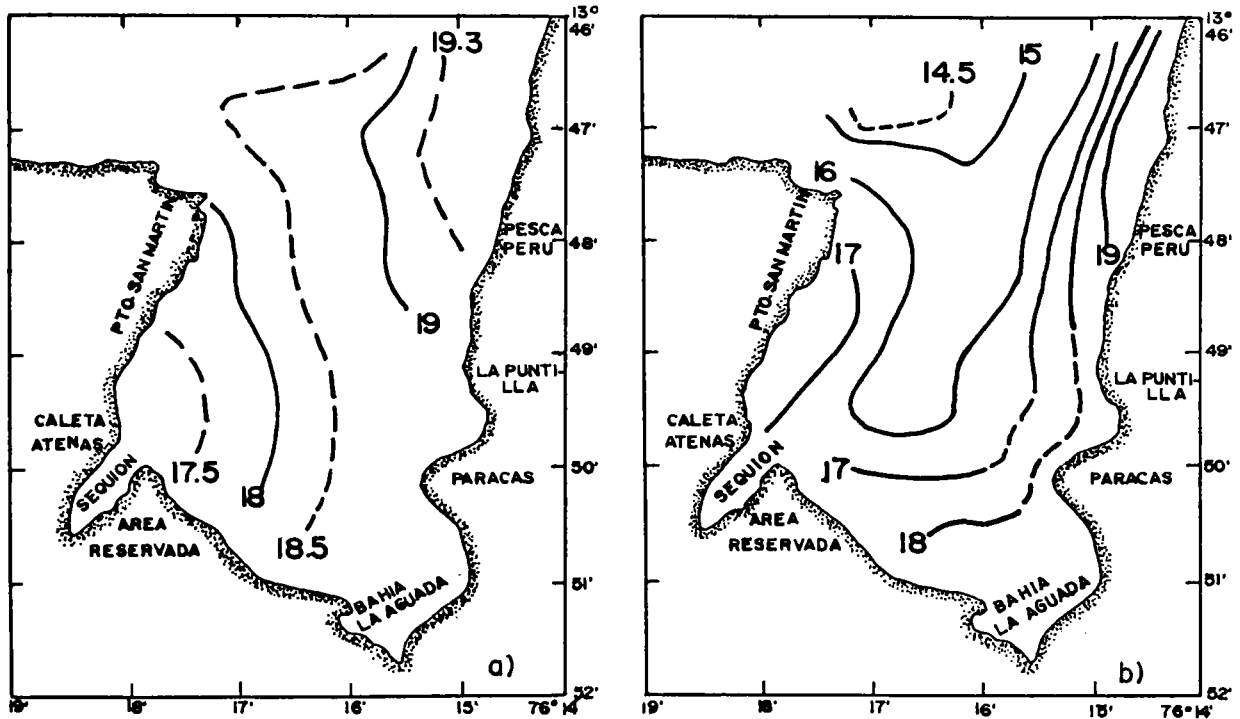 13°
46'
19.3
47'
PTO. SAN MARTIN
PESCA
PERU
48'
19
49'
LA PUNTI-
LLA
CALETA
ATENAS
17.5
SEQUION
18
50'
PARACAS
AREA
RESERVADA
18.5
51'
BAHIA
LA AGUADA
a)
52'
19'
18'
17'
16'
15'
76° 14'
13°
46'
15
14.5
47'
16
PTO. SAN MARTIN
17
PESCA
PERU
48'
19
49'
LA PUNTI-
LLA
CALETA
ATENAS
SEQUION
17
50'
PARACAS
AREA
RESERVADA
18
51'
BAHIA
LA AGUADA
b)
52'
19'
18'
17'
16'
15'
76° 14'